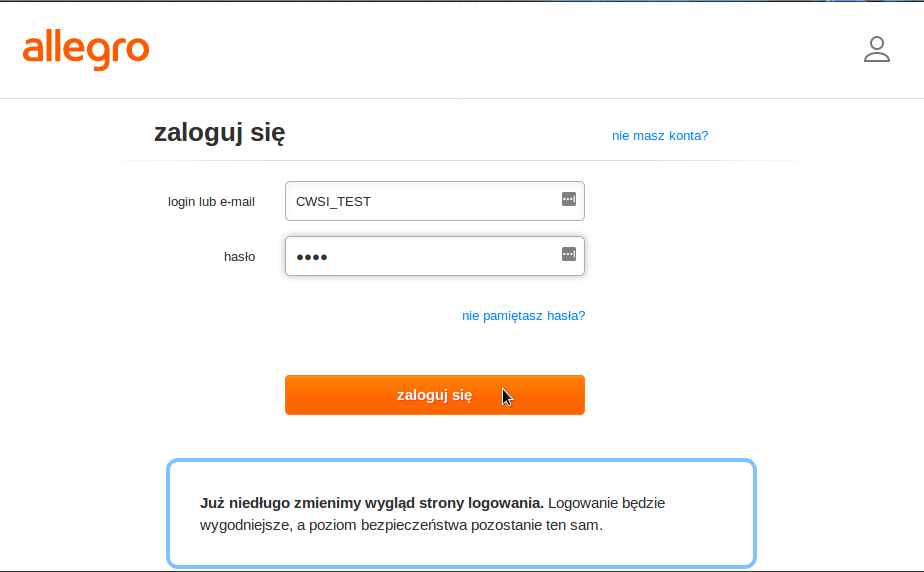 allegro
zaloguj się
nie masz konta?
login lub e-mail
CWSI_TEST
hasło
nie pamiętasz hasła?
zaloguj się
Już niedługo zmienimy wygląd strony logowania. Logowanie będzie
wygodniejsze, a poziom bezpieczeństwa pozostanie ten sam.